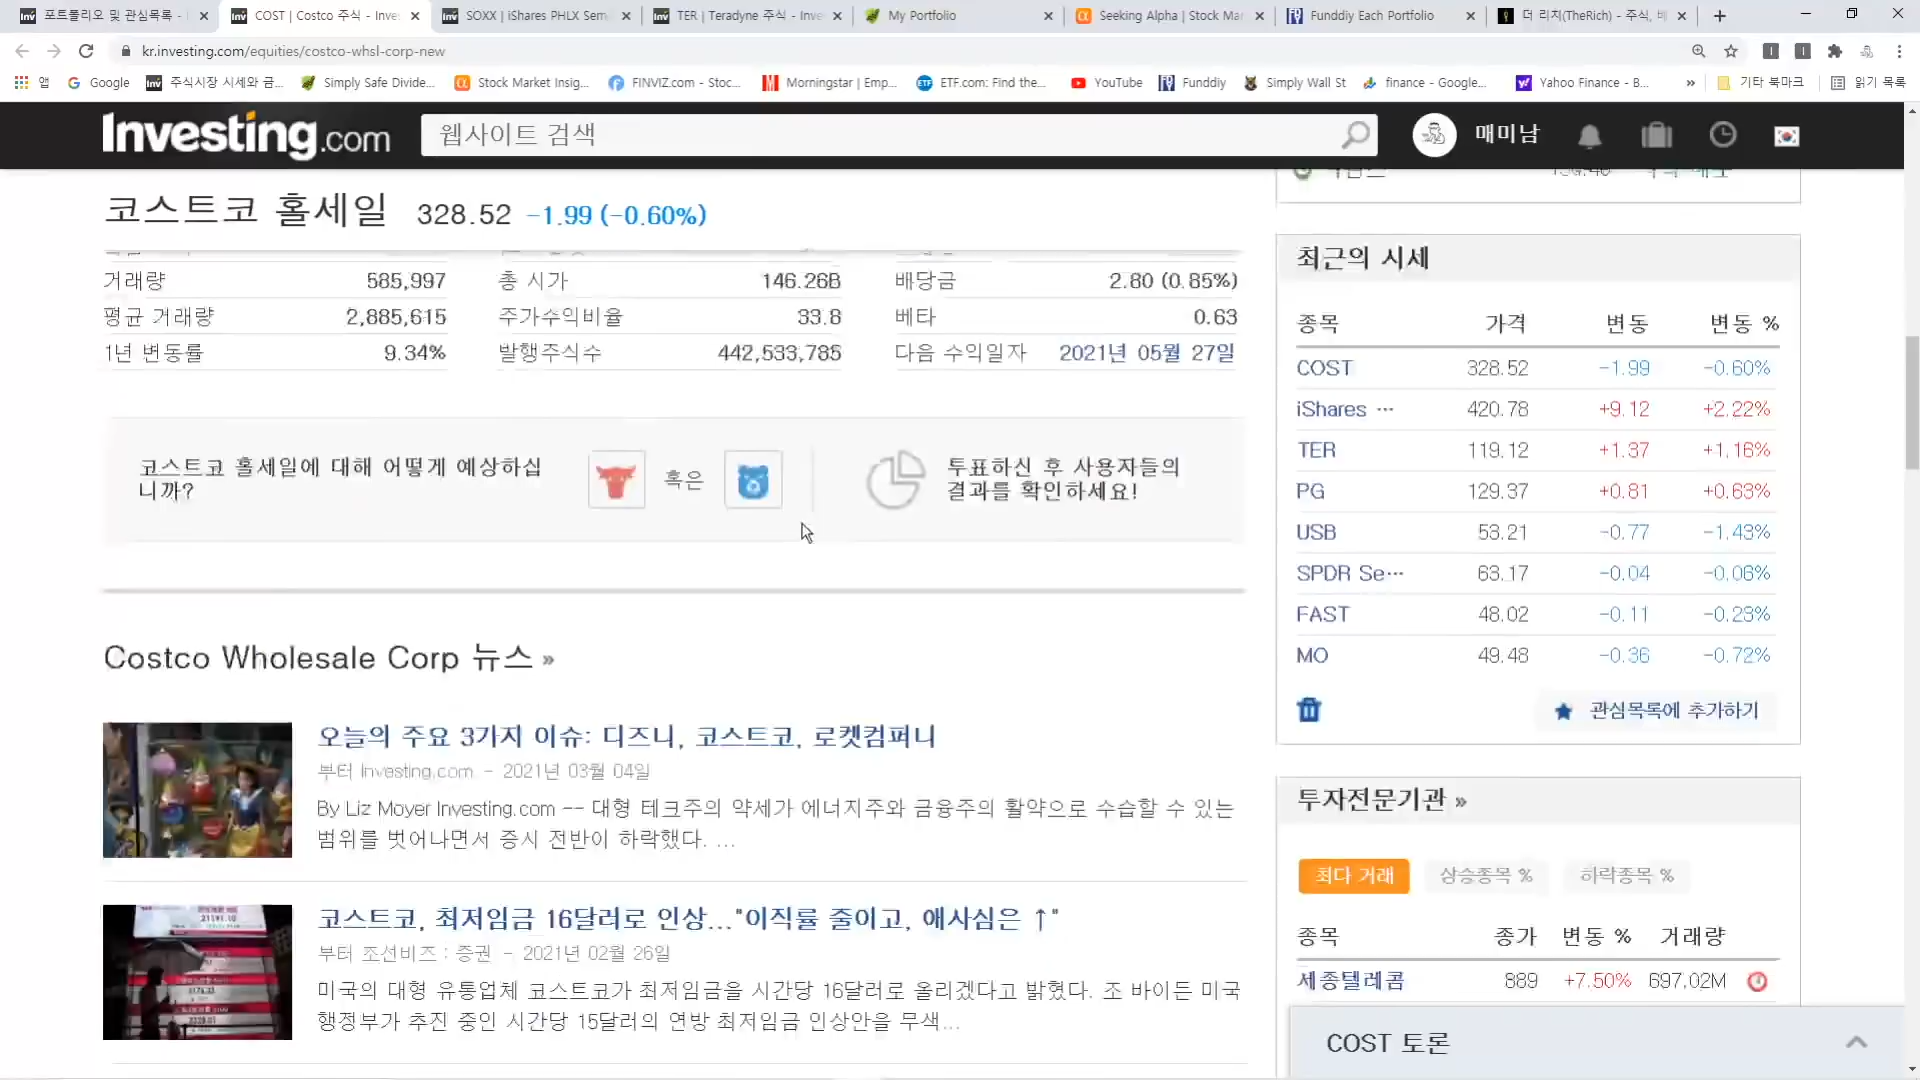 포트폴리오 및 관심목록 -
COST | Costco 주식 - Inve
SOXX | iShares PHLX Sem
TER | Teradyne 주식 - Inve
My Portfolio
Seeking Alpha | Stock Mar
Funddiy Each Portfolio
더 리치(TheRich) - 주식, 배
kr.investing.com/equities/costco-whsl-corp-new
앱
Google
주식시장 시세와 금...
Simply Safe Divide...
Stock Market Insig...
FINVIZ.com - Stoc...
Morningstar | Emp...
ETF.com: Find the...
YouTube
Funddiy
Simply Wall St
finance - Google...
Yahoo Finance - B...
»
기타 북마크
읽기 목록
Investing.com
웹사이트 검색
매미남
코스트코 홀세일 328.52 -1.99 (-0.60%)
거래량 585,997 총 시가 146.26B 배당금 2.80 (0.85%)
평균 거래량 2,885,615 주가수익비율 33.8 베타 0.63
1년 변동률 9.34% 발행주식수 442,533,785 다음 수익일자 2021년 05월 27일
코스트코 홀세일에 대해 어떻게 예상하십
니까?
혹은
투표하신 후 사용자들의
결과를 확인하세요!
Costco Wholesale Corp 뉴스 »
오늘의 주요 3가지 이슈: 디즈니, 코스트코, 로켓컴퍼니
부터 Investing.com - 2021년 03월 04일
By Liz Moyer Investing.com -- 대형 테크주의 약세가 에너지주와 금융주의 활약으로 수습할 수 있는
범위를 벗어나면서 증시 전반이 하락했다. ...
코스트코, 최저임금 16달러로 인상..."이직률 줄이고, 애사심은 ↑"
부터 조선비즈 : 증권 - 2021년 02월 26일
미국의 대형 유통업체 코스트코가 최저임금을 시간당 16달러로 올리겠다고 밝혔다. 조 바이든 미국
행정부가 추진 중인 시간당 15달러의 연방 최저임금 인상안을 무색...
최근의 시세
종목 가격 변동 변동 %
COST 328.52 -1.99 -0.60%
iShares ... 420.78 +9.12 +2.22%
TER 119.12 +1.37 +1.16%
PG 129.37 +0.81 +0.63%
USB 53.21 -0.77 -1.43%
SPDR Se... 63.17 -0.04 -0.06%
FAST 48.02 -0.11 -0.23%
MO 49.48 -0.36 -0.72%
관심목록에 추가하기
투자전문기관 »
최다 거래 상승종목 % 하락종목 %
종목 종가 변동 % 거래량
세종텔레콤 889 +7.50% 697.02M
COST 토론